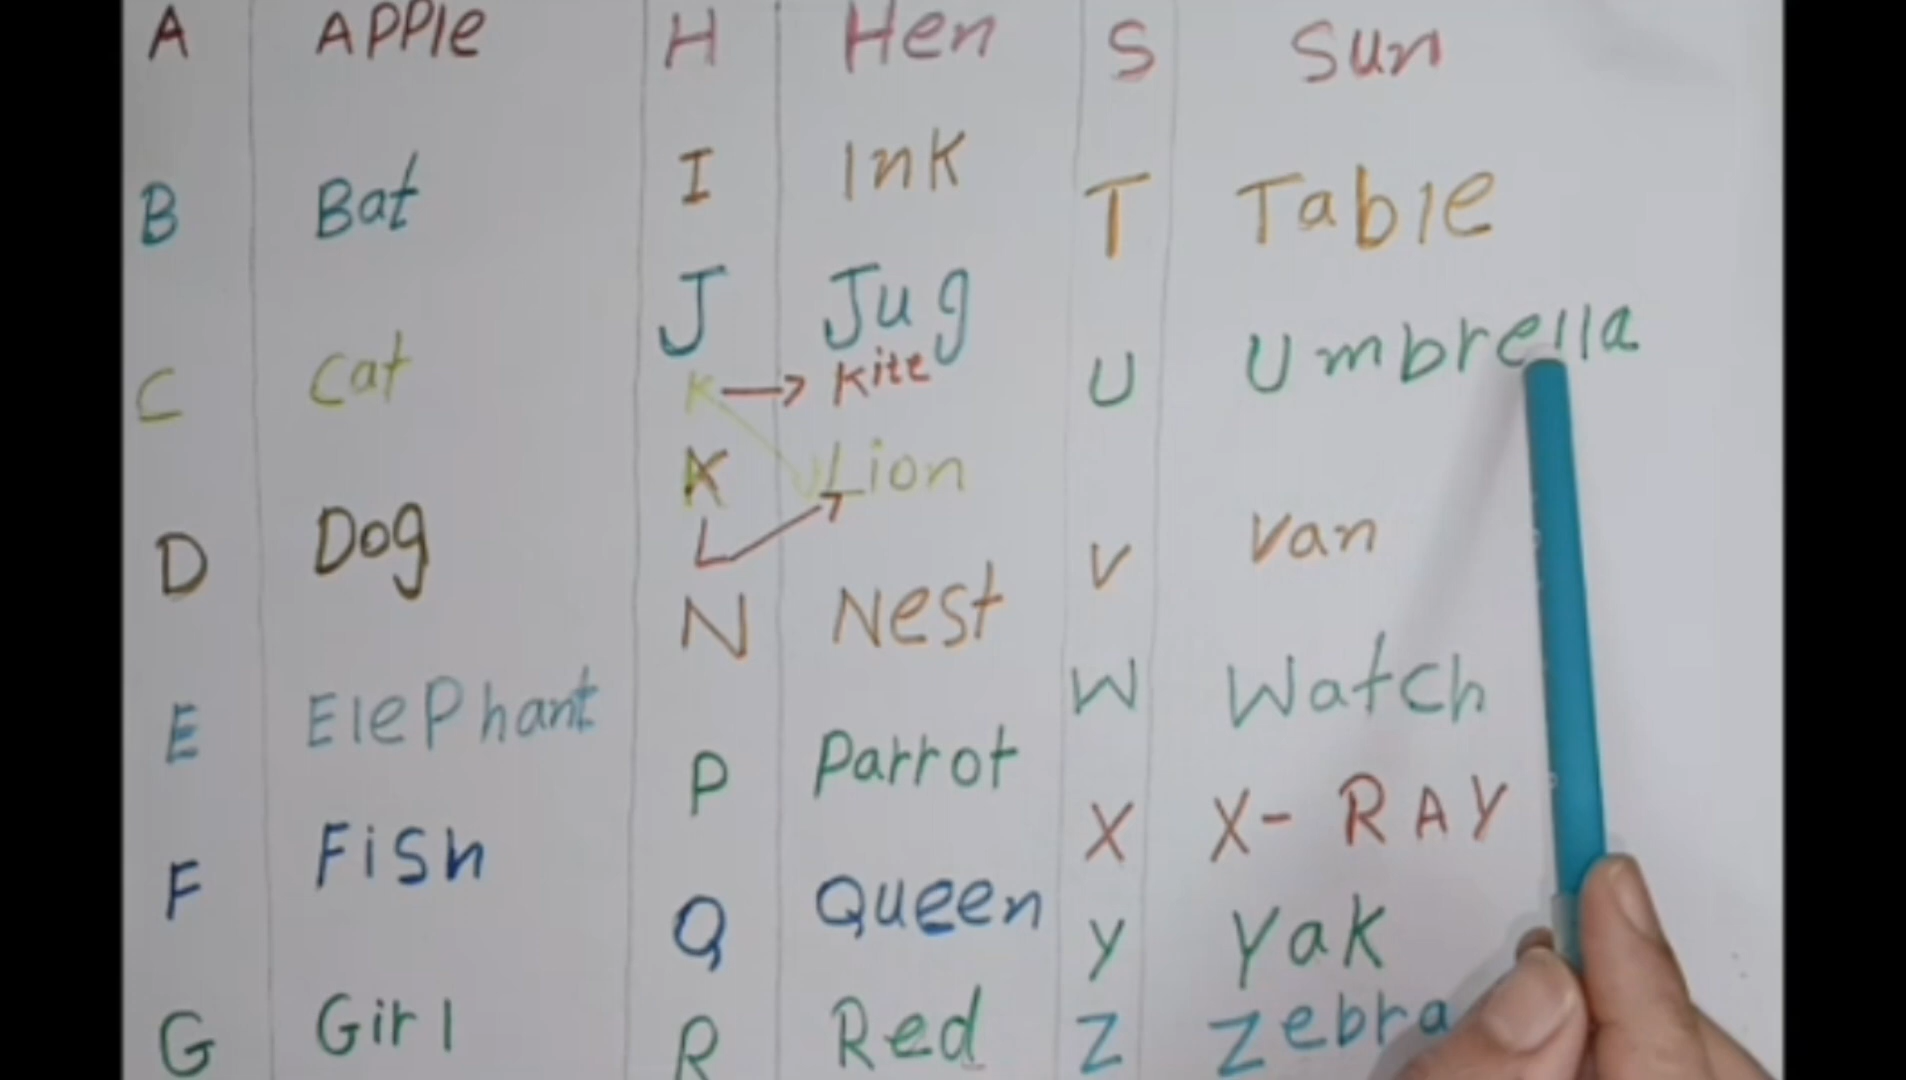 A APPle
B Bat
C Cat
D Dog
E ElePhant
F FiSh
G Girl
H Hen
I Ink
J Jug
K → Kite
K Lion
L
N Nest
P Parrot
Q Queen
R Red
S Sun
T Table
U Umbrella
V Van
W Watch
X X-RAY
Y Yak
Z Zebra